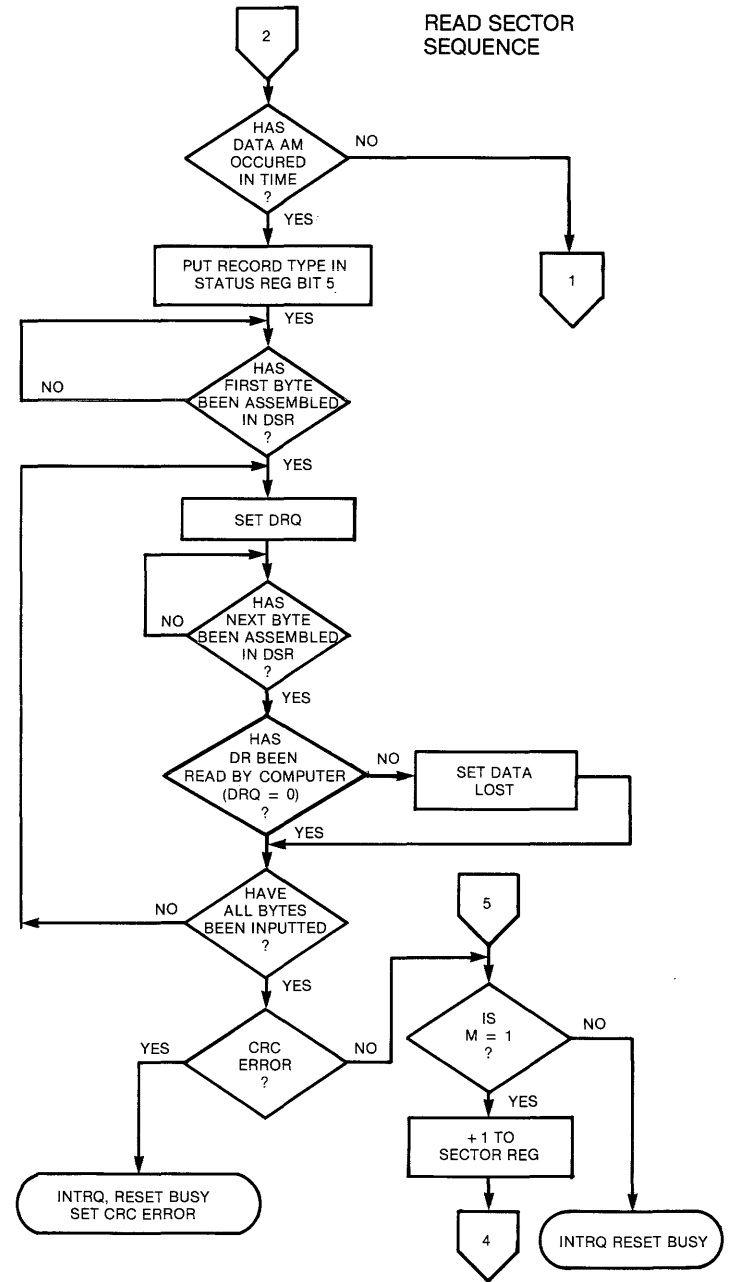 READ SECTOR
SEQUENCE
2
HAS
DATA AM
OCCURED
IN TIME
?
NO
YES
1
PUT RECORD TYPE IN
STATUS REG BIT 5
YES
HAS
FIRST BYTE
BEEN ASSEMBLED
IN DSR
?
NO
YES
SET DRQ
HAS
NEXT BYTE
BEEN ASSEMBLED
IN DSR
?
NO
YES
HAS
DR BEEN
READ BY COMPUTER
(DRQ = 0)
?
NO
SET DATA
LOST
YES
HAVE
ALL BYTES
BEEN INPUTTED
?
NO
YES
5
CRC
ERROR
?
YES
NO
IS
M = 1
?
NO
YES
+ 1 TO
SECTOR REG
INTRQ, RESET BUSY
SET CRC ERROR
4
INTRQ RESET BUSY